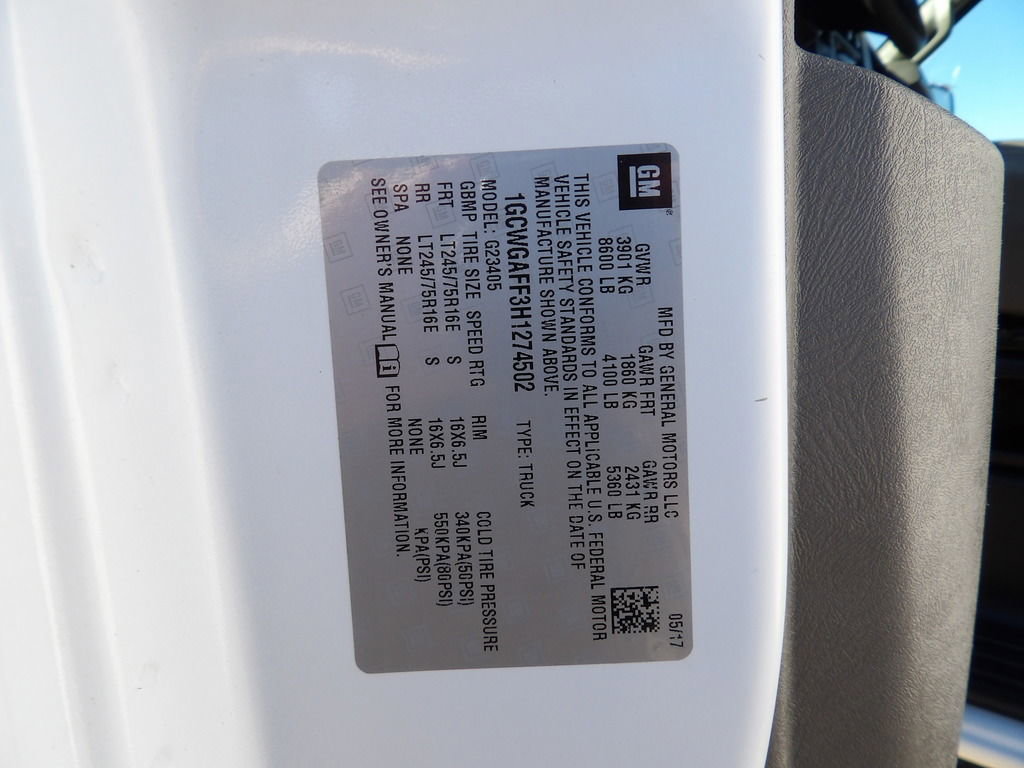 GM®
MFD BY GENERAL MOTORS LLC 05/17
GVWR GAWR FRT GAWR RR
3901 KG 1860 KG 2431 KG
8600 LB 4100 LB 5360 LB
THIS VEHICLE CONFORMS TO ALL APPLICABLE U.S. FEDERAL MOTOR
VEHICLE SAFETY STANDARDS IN EFFECT ON THE DATE OF
MANUFACTURE SHOWN ABOVE.
1GCWGAFF3H1274502 TYPE: TRUCK
MODEL: G23405
GBMP TIRE SIZE SPEED RTG RIM COLD TIRE PRESSURE
FRT LT245/75R16E S 16X6.5J 340KPA(50PSI)
RR LT245/75R16E S 16X6.5J 550KPA(80PSI)
SPA NONE NONE KPA(PSI)
SEE OWNER'S MANUAL FOR MORE INFORMATION.